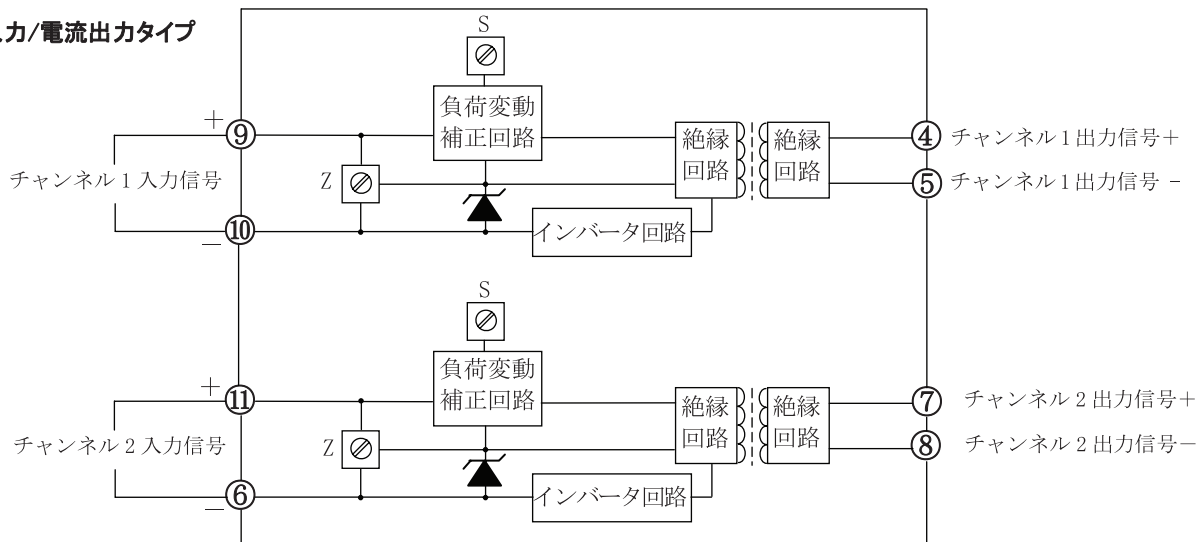 力/電流出力タイプ
S
負荷変動
補正回路
+
⑨
チャンネル1入力信号
Z
⑩
−
インバータ回路
絶縁
回路
絶縁
回路
④ チャンネル1出力信号+
⑤ チャンネル1出力信号 -
S
負荷変動
補正回路
+
⑪
チャンネル2入力信号
Z
⑥
−
インバータ回路
絶縁
回路
絶縁
回路
⑦ チャンネル2出力信号+
⑧ チャンネル2出力信号−